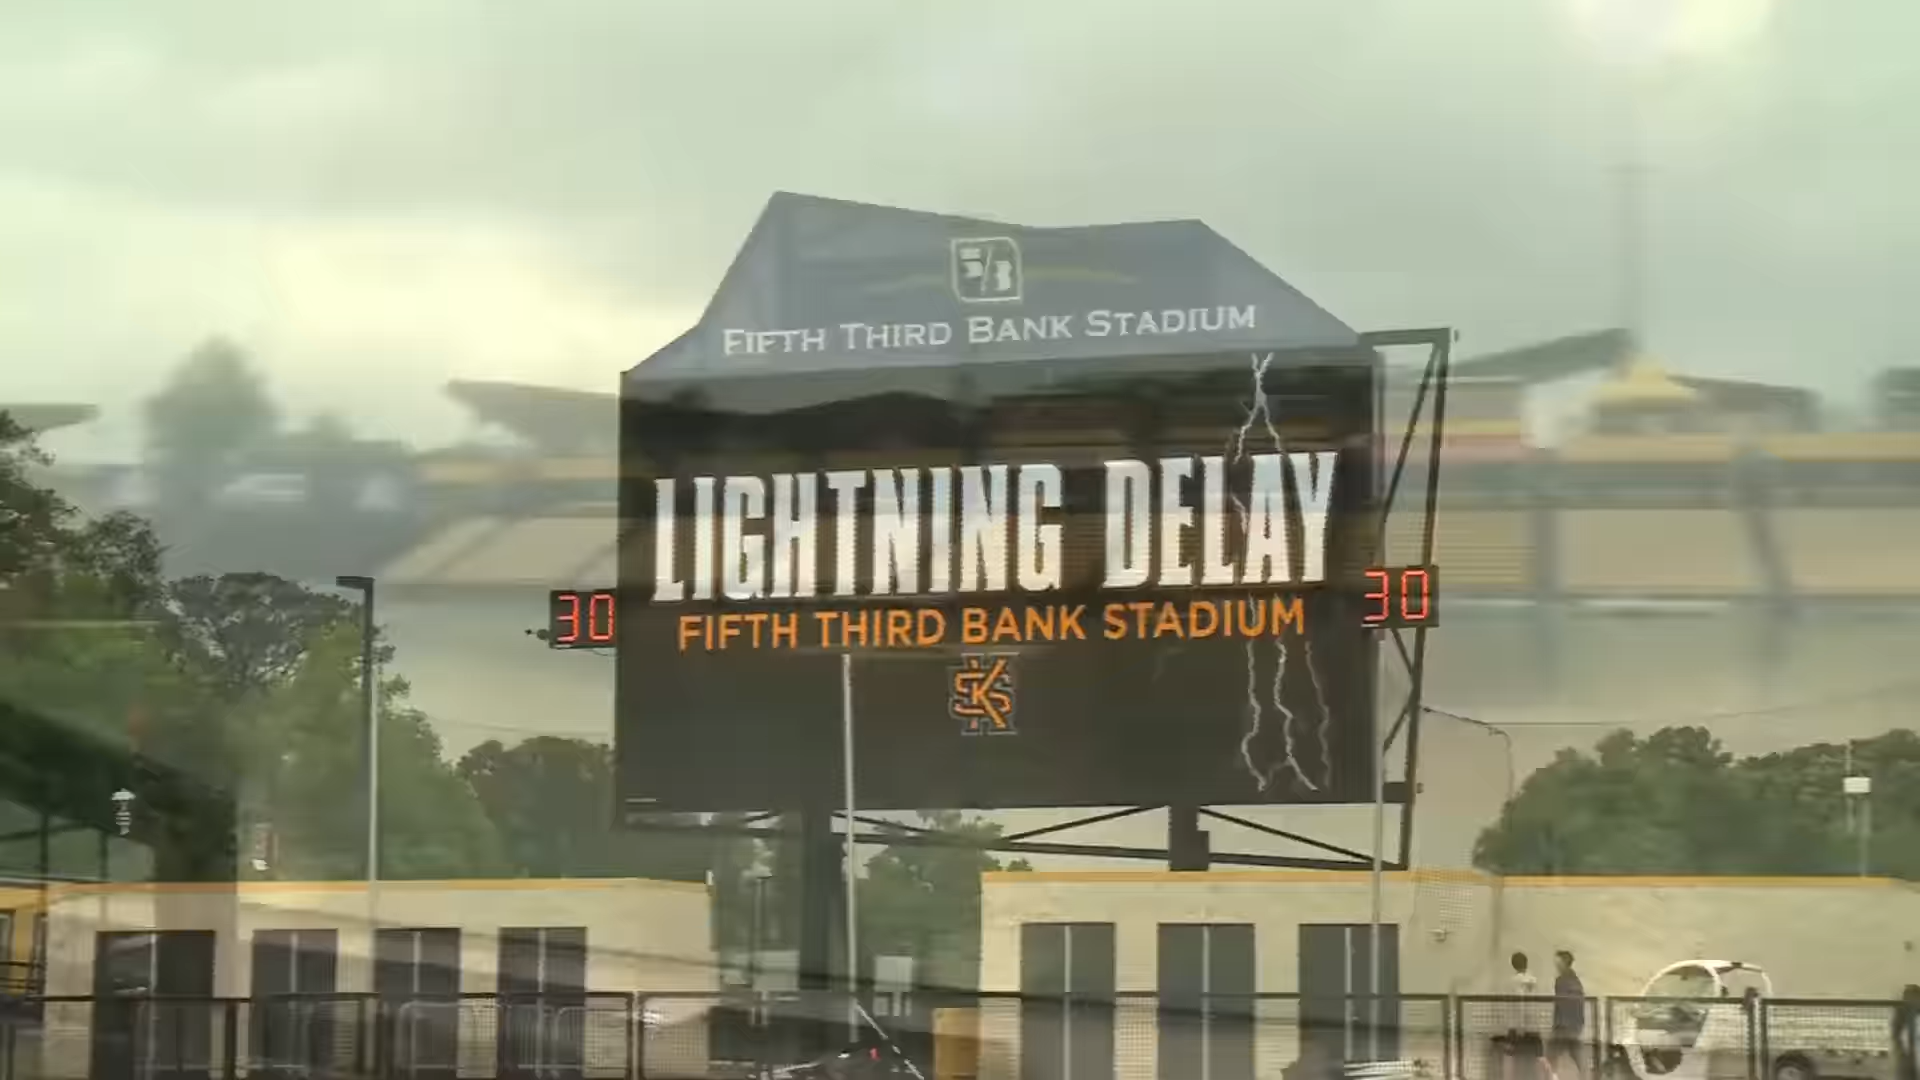 5/3
FIFTH THIRD BANK STADIUM
LIGHTNING DELAY
30
30
FIFTH THIRD BANK STADIUM
KS